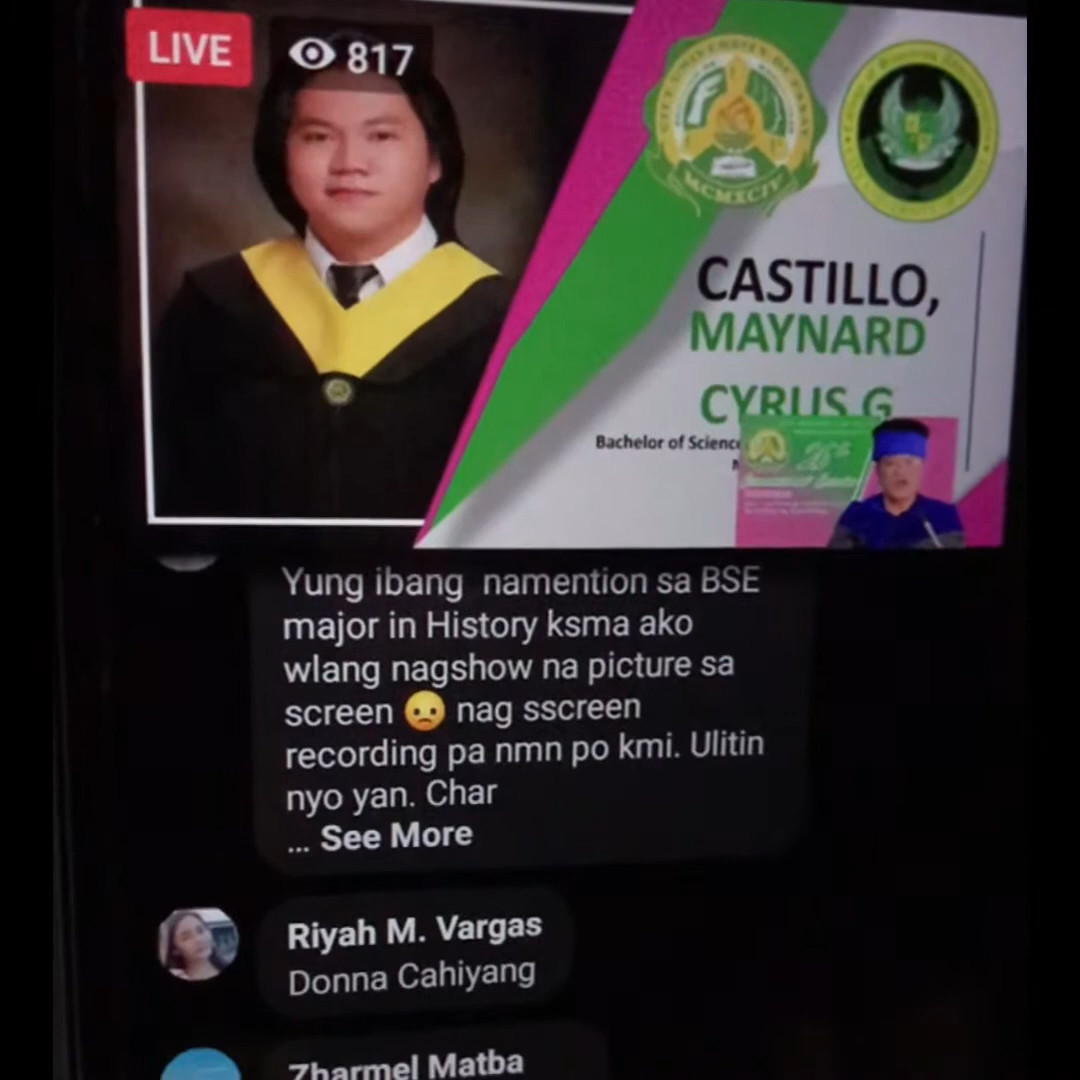 LIVE
817
CASTILLO,
MAYNARD
CYRUS G
Bachelor of Science
MCMXCIV
Yung ibang namention sa BSE
major in History ksma ako
wlang nagshow na picture sa
screen 😞 nag sscreen
recording pa nmn po kmi. Ulitin
nyo yan. Char
... See More
Riyah M. Vargas
Donna Cahiyang
Zharmel Matba